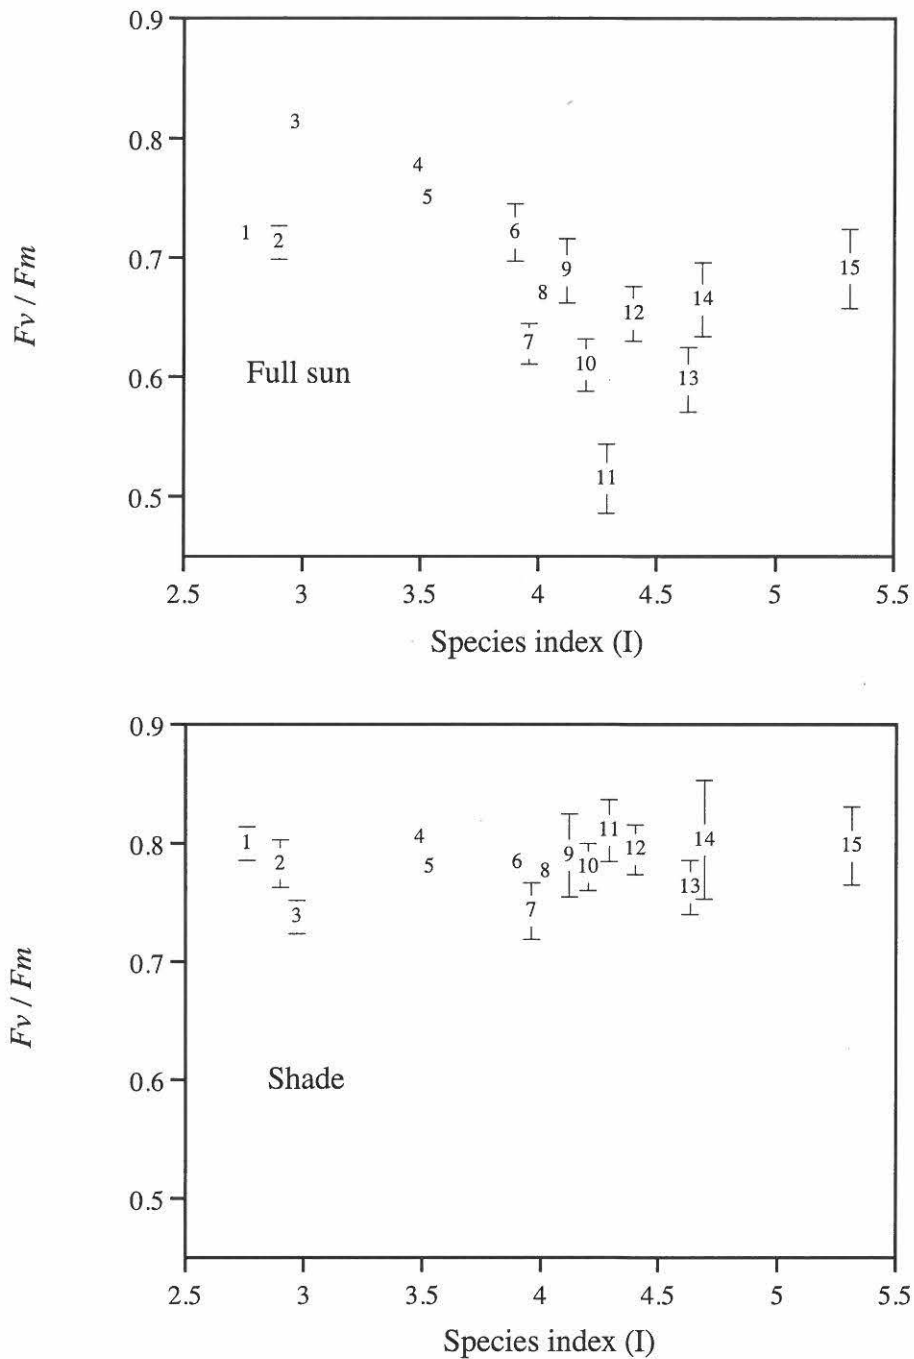 0.9
3
0.8
4
5
1 2 6
0.7
9
15
8
14
12
7
10
13
0.6
Full sun
11
0.5
2.5 3 3.5 4 4.5 5 5.5
Fv / Fm
Species index (I)
0.9
0.8
1 2 3 4 5 6 7 8 9 10 11 12 13 14 15
0.7
0.6
Shade
0.5
2.5 3 3.5 4 4.5 5 5.5
Fv / Fm
Species index (I)